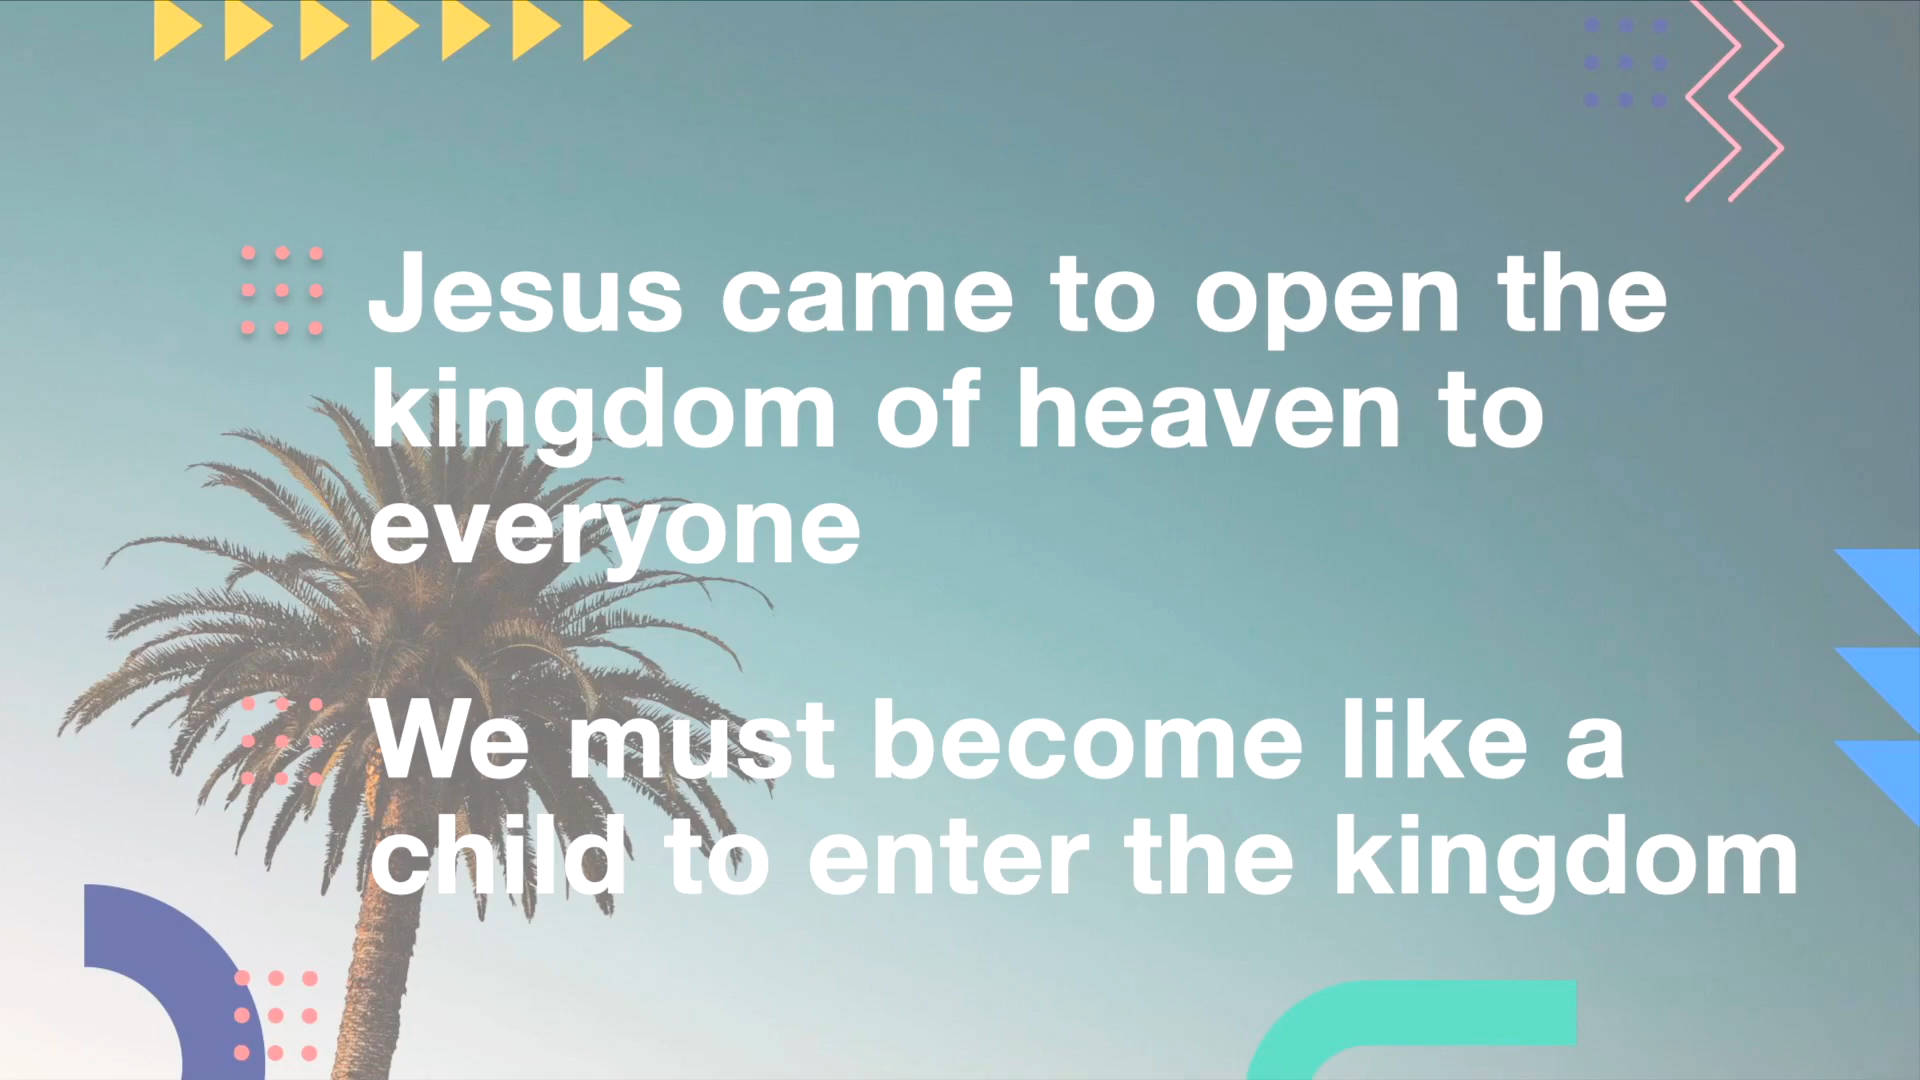 Jesus came to open the
kingdom of heaven to
everyone
We must become like a
child to enter the kingdom